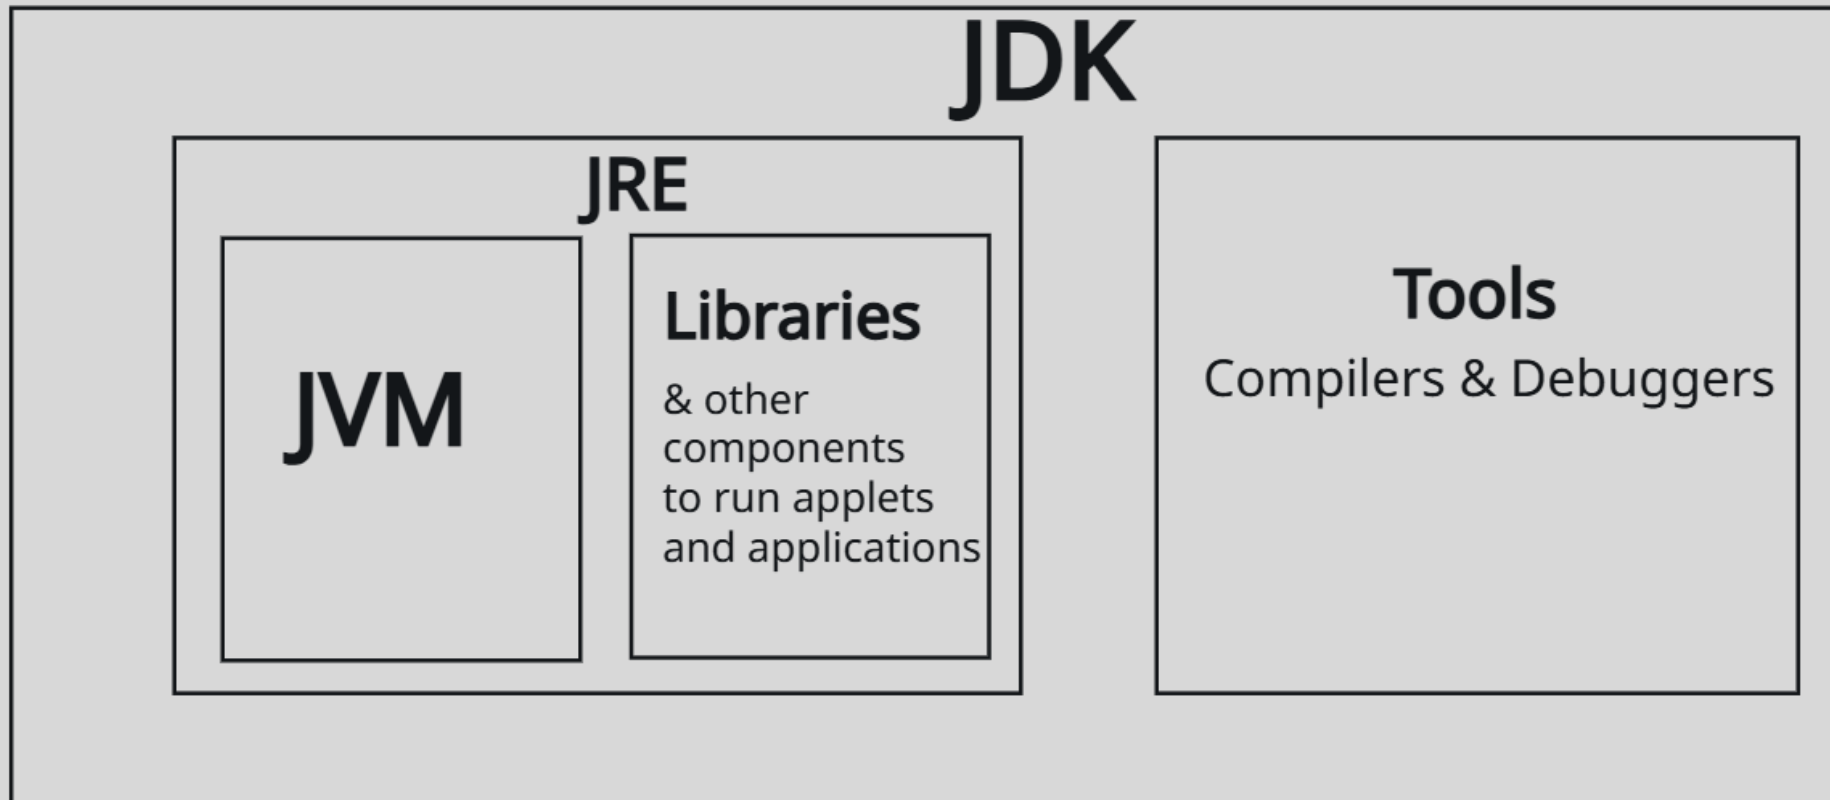 JDK
JRE
JVM
Libraries
& other
components
to run applets
and applications
Tools
Compilers & Debuggers